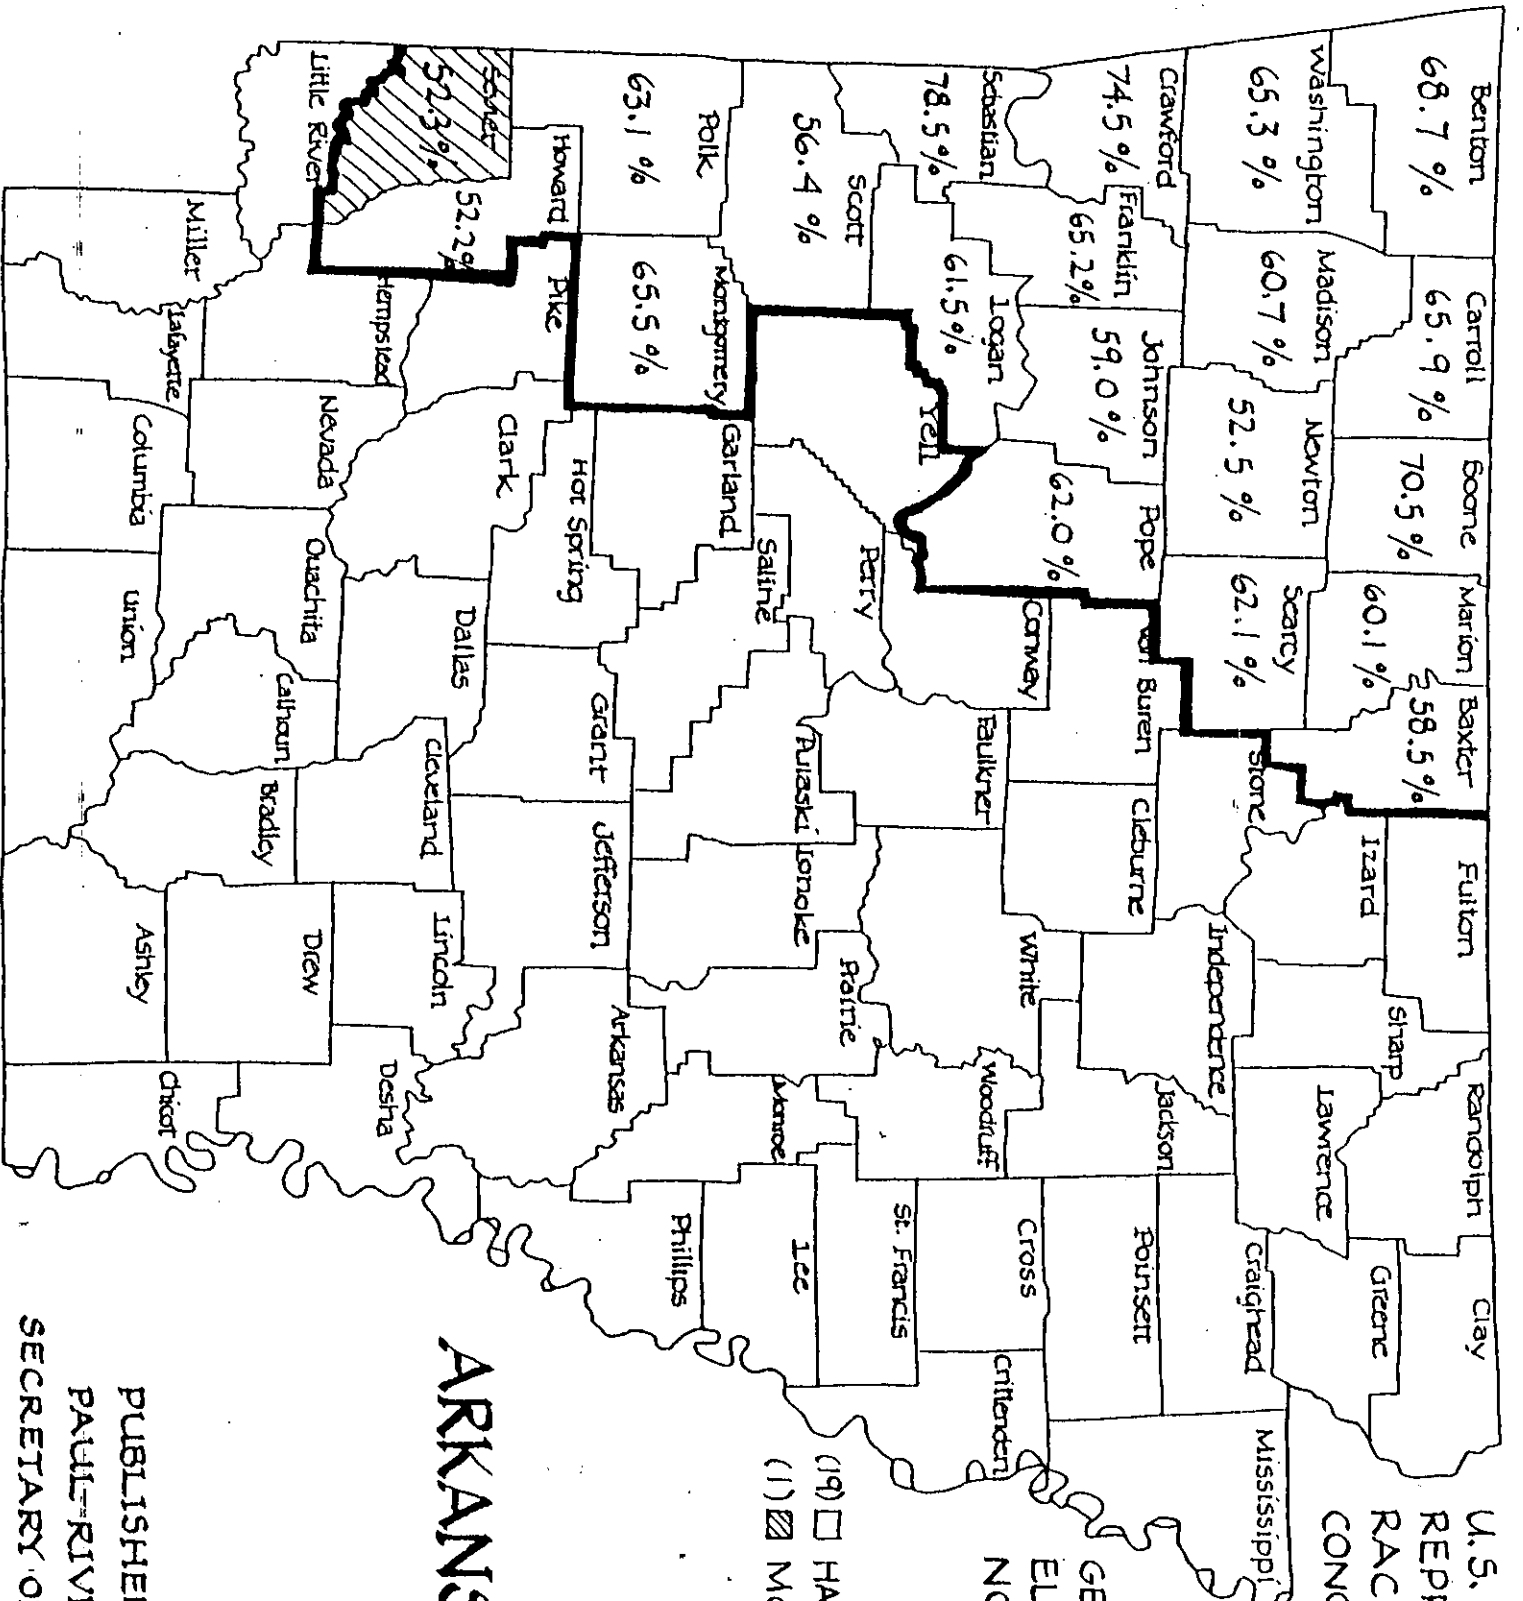 Benton
68.7 %
Carroll
65.9 %
Boone
70.5 %
Marion
60.1 %
Baxter
58.5 %
Fulton
Randolph
Clay
Washington
65.3 %
Madison
60.7 %
Newton
52.5 %
Searcy
62.1 %
Stone
Izard
Sharp
Lawrence
Greene
Craighead
Mississippi
Crawford
74.5 %
Franklin
65.2%
Johnson
59.0 %
Pope
62.0 %
Van Buren
Cleburne
Independence
Jackson
Poinsett
Sebastian
78.5 %
Logan
61.5 %
Yell
Conway
Faulkner
White
Woodruff
Cross
Crittenden
Scott
56.4 %
Perry
Prairie
St. Francis
Polk
63.1 %
Montgomery
65.5 %
Garland
Saline
Pulaski
Lonoke
Monroe
Lee
Phillips
Howard
52.2%
Pike
Hot Spring
Grant
Jefferson
Arkansas
Sevier
52.3%
Clark
Dallas
Cleveland
Lincoln
Desha
Little River
Hempstead
Nevada
Ouachita
Calhoun
Bradley
Drew
Miller
Lafayette
Columbia
Union
Ashley
Chicot
U.S.
REP
RAC
CONG
GE
EL
NO
(19) HA
(1) Mc
ARKANS
PUBLISHE
PAUL RIV
SECRETARY O